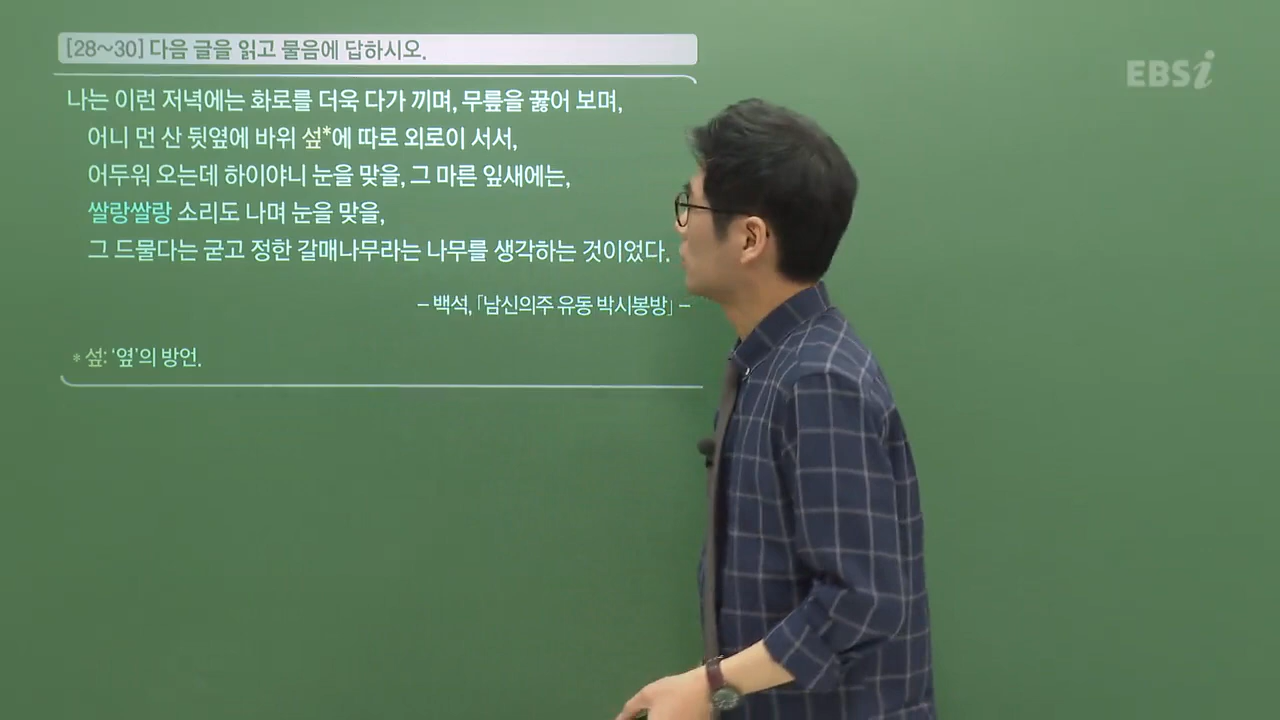 [28~30] 다음 글을 읽고 물음에 답하시오.
EBSi
나는 이런 저녁에는 화로를 더욱 다가 끼며, 무릎을 꿇어 보며,
어니 먼 산 뒷옆에 바위 섶*에 따로 외로이 서서,
어두워 오는데 하이야니 눈을 맞을, 그 마른 잎새에는,
쌀랑쌀랑 소리도 나며 눈을 맞을,
그 드물다는 굳고 정한 갈매나무라는 나무를 생각하는 것이었다.
– 백석, 「남신의주 유동 박시봉방」 –
* 섶: ‘옆’의 방언.